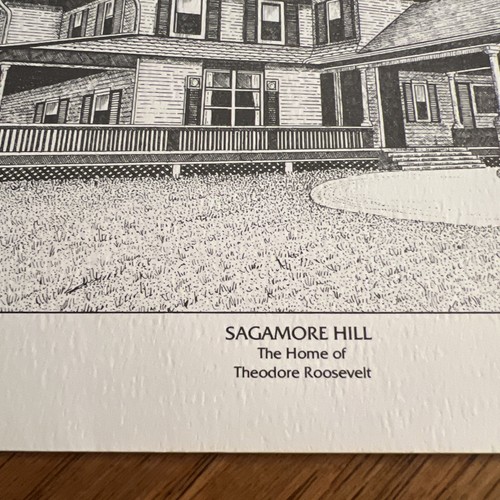 SAGAMORE HILL
The Home of
Theodore Roosevelt